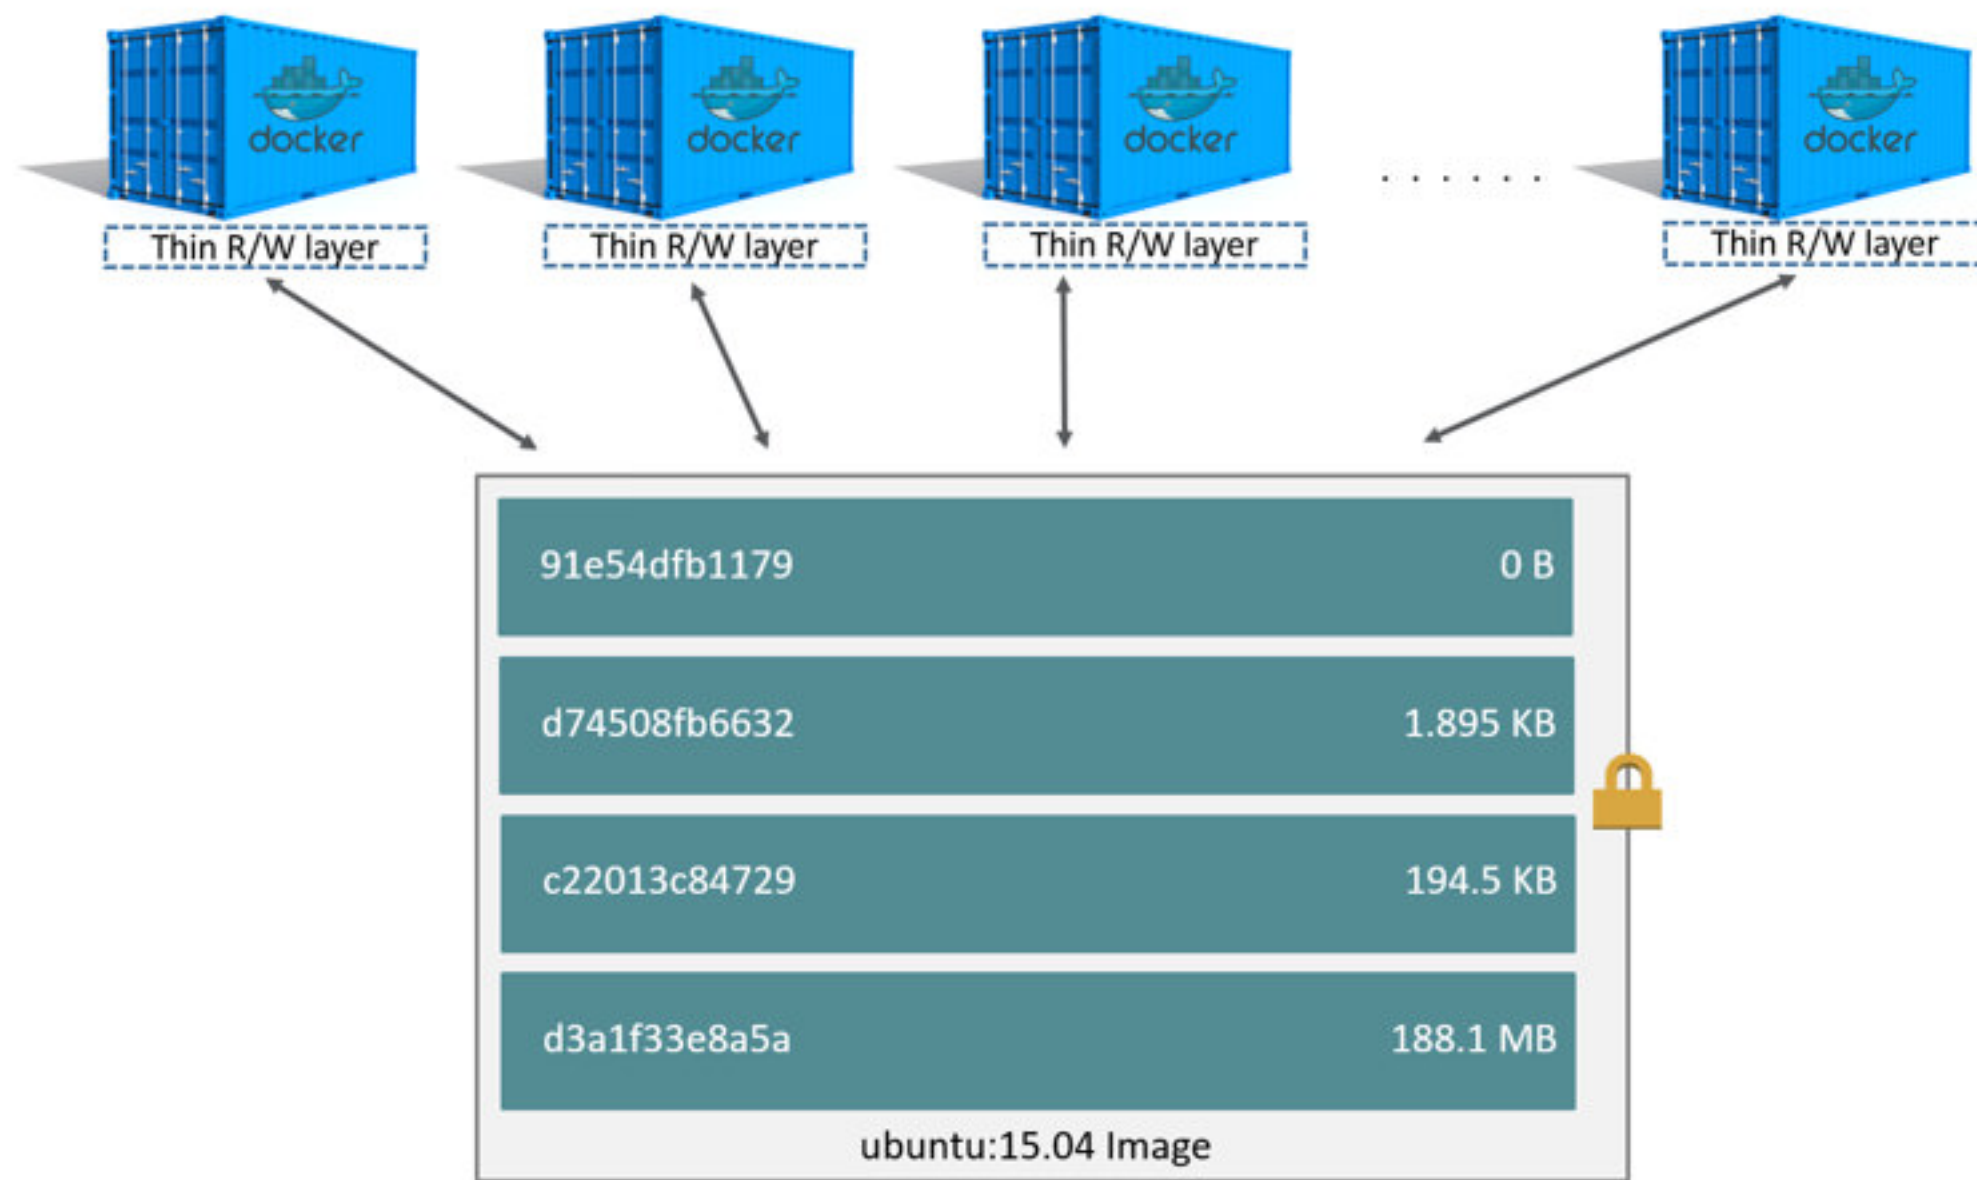 docker docker docker docker
Thin R/W layer Thin R/W layer Thin R/W layer ...... Thin R/W layer
91e54dfb1179 0 B
d74508fb6632 1.895 KB
c22013c84729 194.5 KB
d3a1f33e8a5a 188.1 MB
ubuntu:15.04 Image